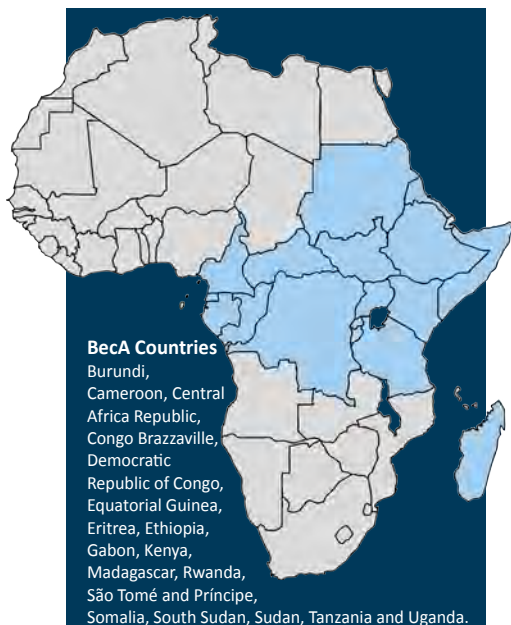 BecA Countries
Burundi,
Cameroon, Central
Africa Republic,
Congo Brazzaville,
Democratic
Republic of Congo,
Equatorial Guinea,
Eritrea, Ethiopia,
Gabon, Kenya,
Madagascar, Rwanda,
São Tomé and Príncipe,
Somalia, South Sudan, Sudan, Tanzania and Uganda.